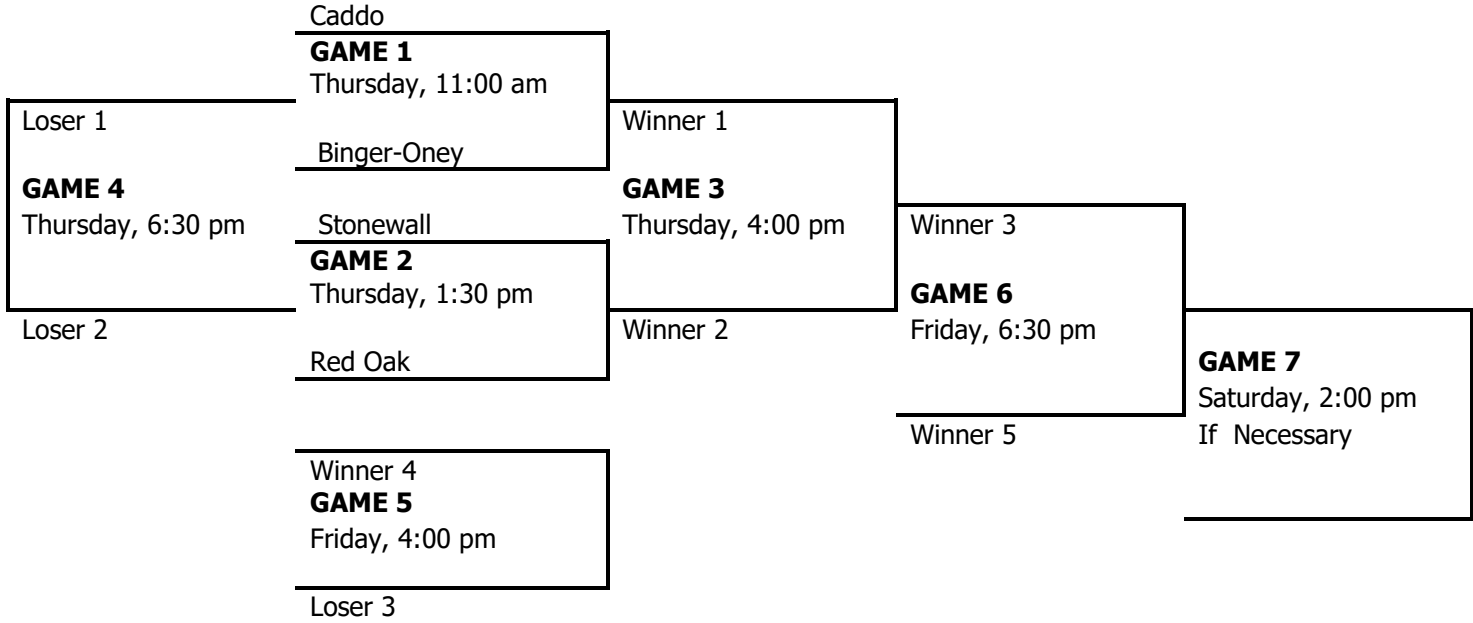 Caddo
GAME 1
Thursday, 11:00 am
Binger-Oney
Loser 1
GAME 4
Thursday, 6:30 pm
Loser 2
Stonewall
GAME 2
Thursday, 1:30 pm
Red Oak
Winner 1
GAME 3
Thursday, 4:00 pm
Winner 2
Winner 4
GAME 5
Friday, 4:00 pm
Loser 3
Winner 3
GAME 6
Friday, 6:30 pm
Winner 5
GAME 7
Saturday, 2:00 pm
If Necessary